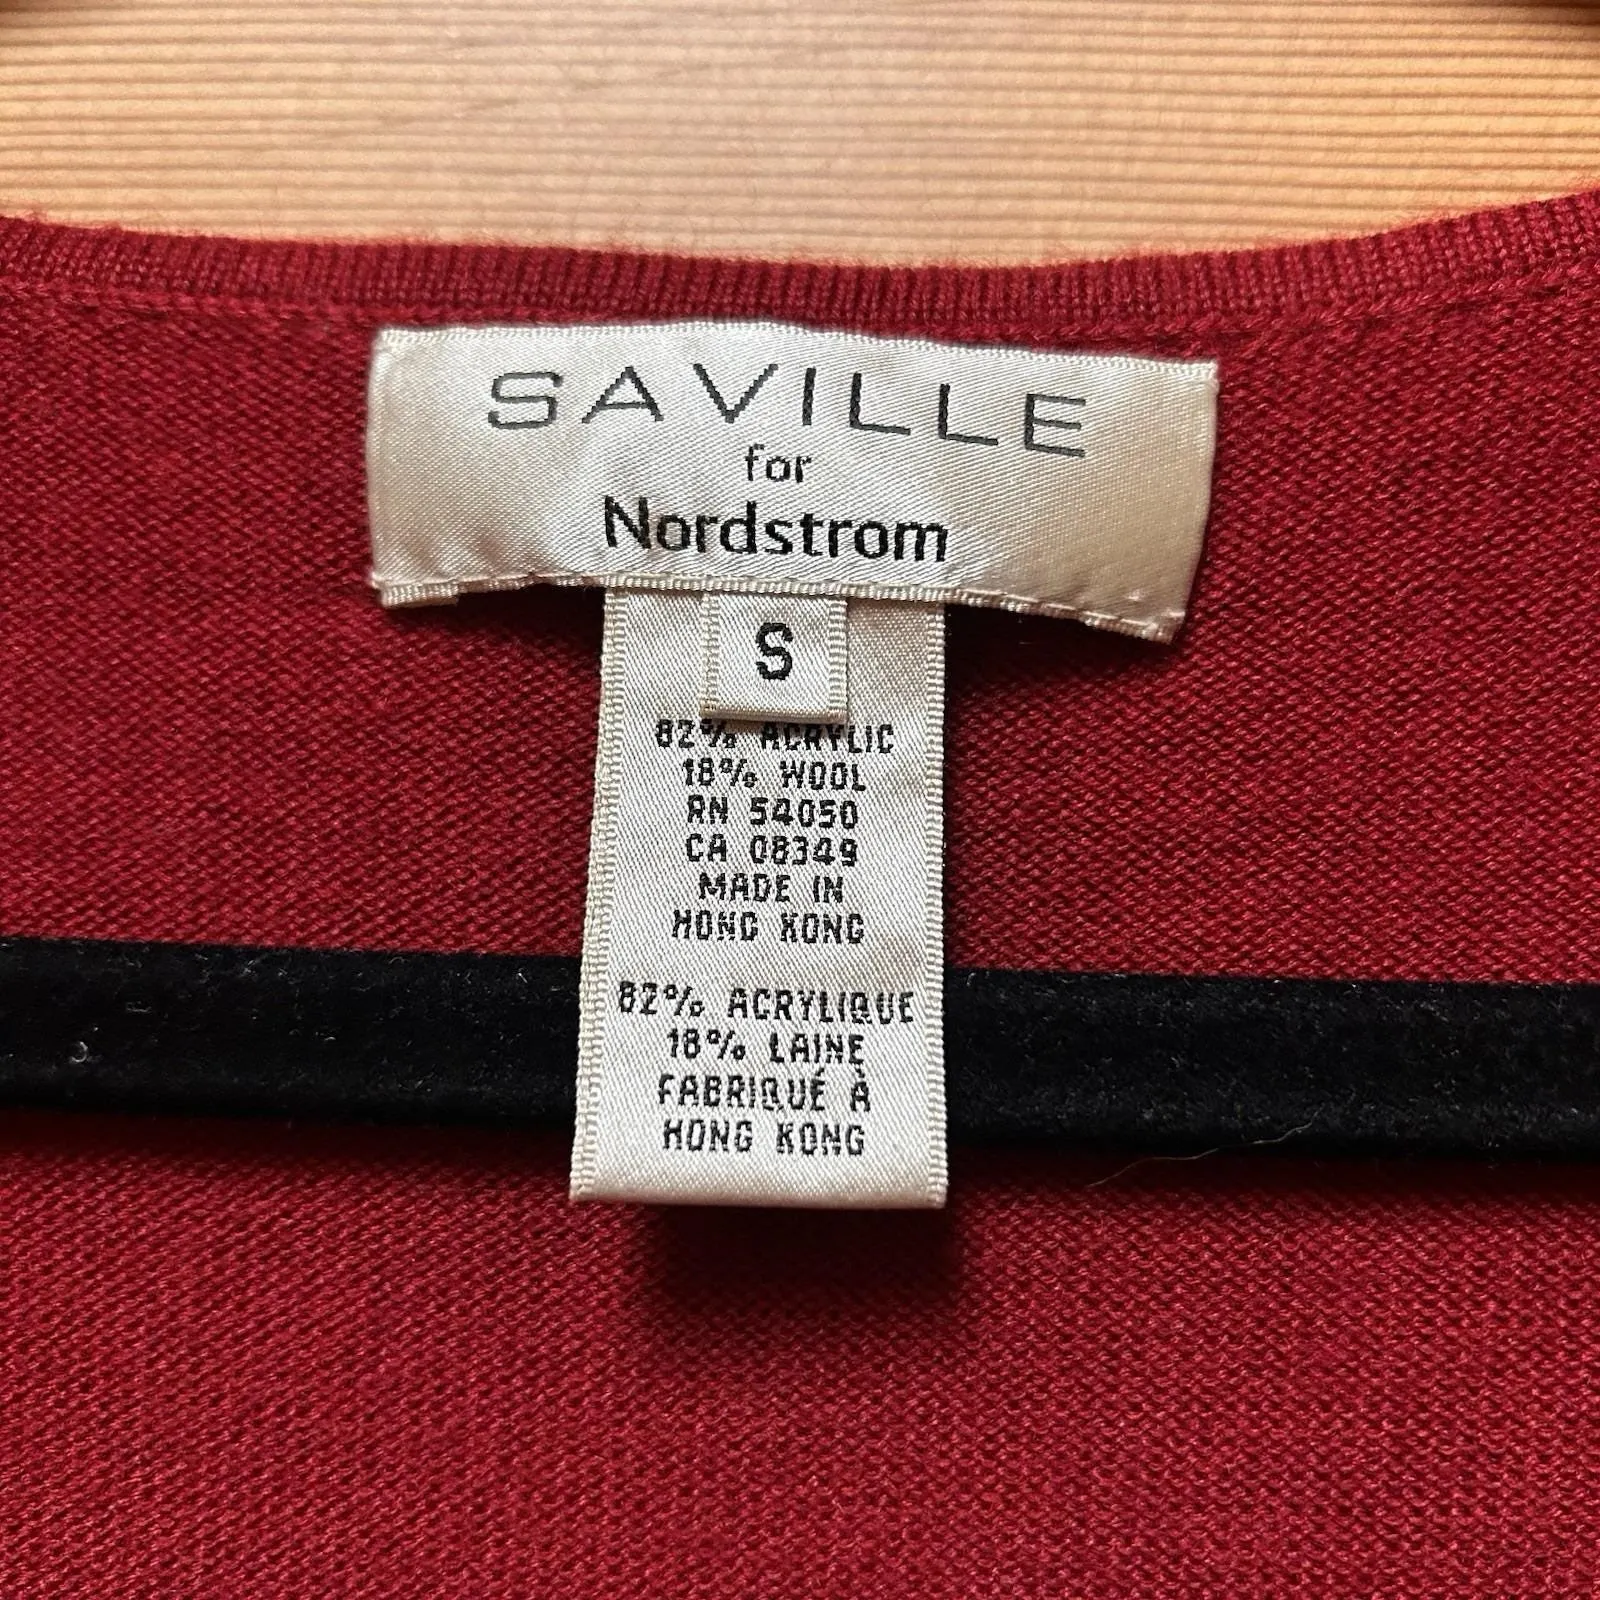 SAVILLE
for
Nordstrom
S
82% ACRYLIC
18% WOOL
RN 54050
CA 08349
MADE IN
HONG KONG
82% ACRYLIQUE
18% LAINE
FABRIQUÉ À
HONG KONG